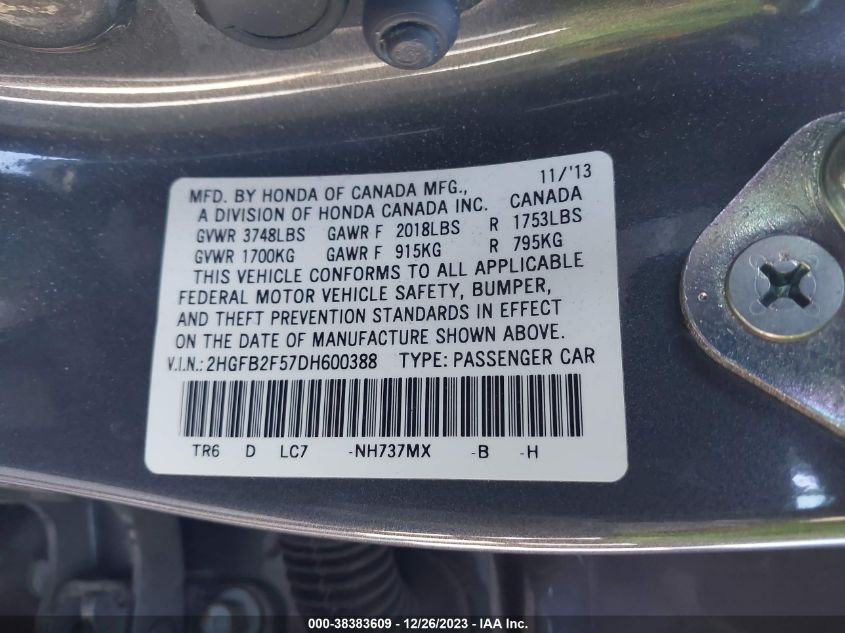 11/'13
MFD. BY HONDA OF CANADA MFG.,
A DIVISION OF HONDA CANADA INC. CANADA
GVWR 3748LBS GAWR F 2018LBS R 1753LBS
GVWR 1700KG GAWR F 915KG R 795KG
THIS VEHICLE CONFORMS TO ALL APPLICABLE
FEDERAL MOTOR VEHICLE SAFETY, BUMPER,
AND THEFT PREVENTION STANDARDS IN EFFECT
ON THE DATE OF MANUFACTURE SHOWN ABOVE.
V.I.N.: 2HGFB2F57DH600388 TYPE: PASSENGER CAR
TR6 D LC7 -NH737MX -B -H
000-38383609 - 12/26/2023 - IAA Inc.